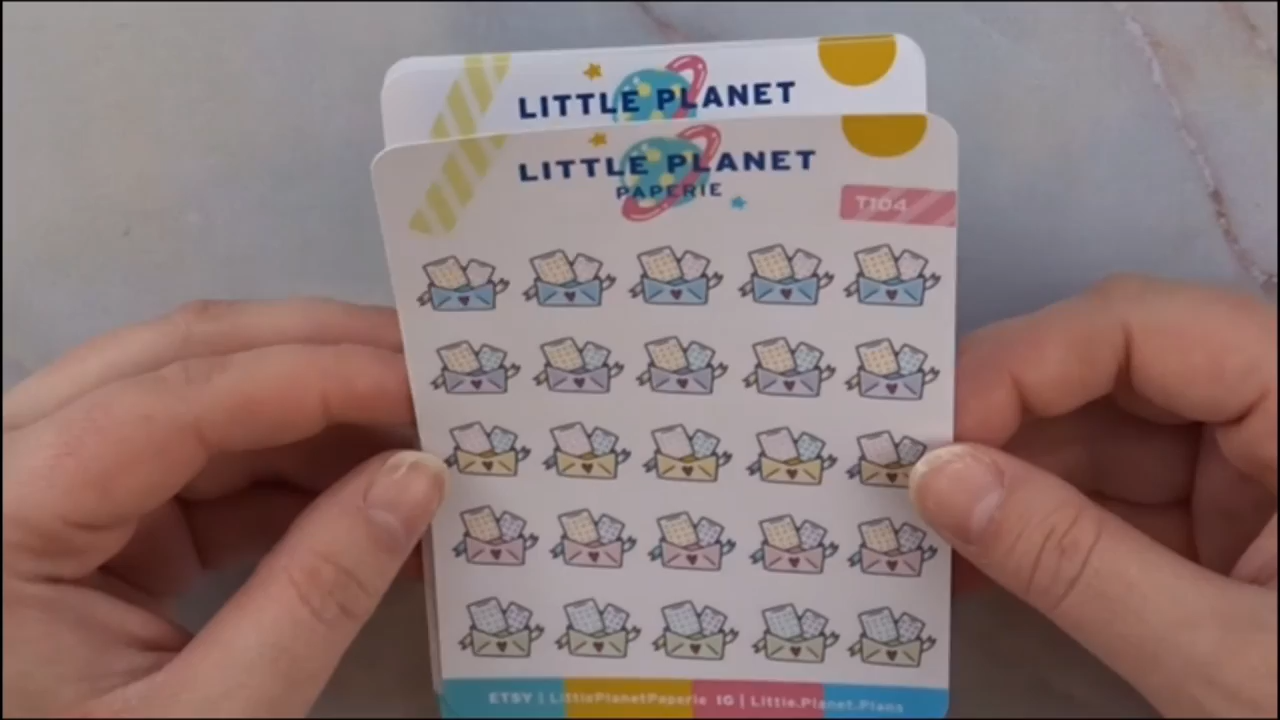 LITTLE PLANET
LITTLE PLANET
PAPERIE
T104
ETSY | LittlePlanetPaperie IG | Little.Planet.Plans